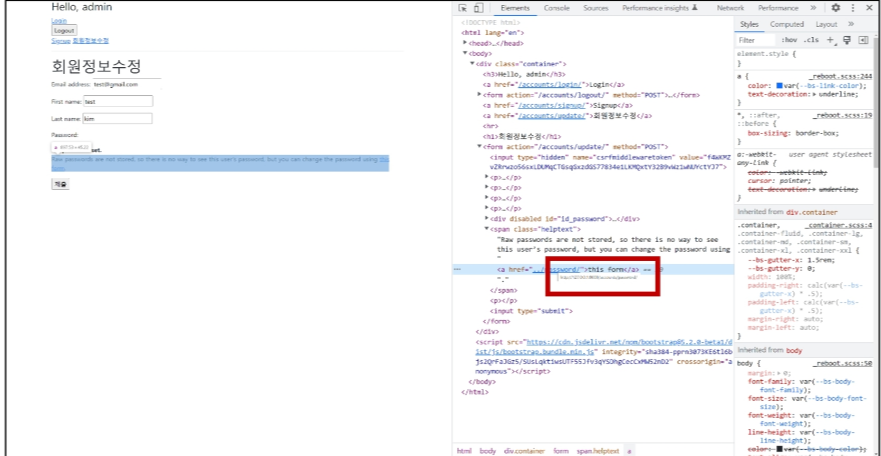 Hello, admin
Login
Logout
Signup 회원정보수정
회원정보수정
Email address: test@gmail.com
First name: test
Last name: kim
Password:
set.
Raw passwords are not stored, so there is no way to see this user's password, but you can change the password using this
form.
제출
Elements Console Sources Performance insights Network Performance
<!DOCTYPE html>
<html lang="en">
<head>…</head>
<body>
<div class="container">
<h3>Hello, admin</h3>
<a href="/accounts/login/">Login</a>
<form action="/accounts/logout/" method="POST">…</form>
<a href="/accounts/signup/">Signup</a>
<a href="/accounts/update/">회원정보수정</a>
<hr>
<h1>회원정보수정</h1>
<form action="/accounts/update/" method="POST">
<input type="hidden" name="csrfmiddlewaretoken" value=
<p>…</p>
<p>…</p>
<p>…</p>
<p>…</p>
<div disabled id="id_password">…</div>
<span class="helptext">
"Raw passwords are not stored, so there is no way to see
this user's password, but you can change the password using
"
<a href="../password/">this form</a> ==
"."
</span>
<p></p>
<input type="submit">
</form>
</div>
<script src="https://cdn.jsdelivr.net/npm/bootstrap@5.2.0-beta1/d
ist/js/bootstrap.bundle.min.js" integrity= crossorigin="a
nonymous"></script>
</body>
</html>
html body div.container form span.helptext a
Styles Computed Layout
Filter :hov .cls
element.style {
}
a { _reboot.scss:244
color: var(--bs-link-color);
text-decoration: underline;
}
*, ::after, _reboot.scss:19
::before {
box-sizing: border-box;
}
a:-webkit- user agent stylesheet
any-link {
color: -webkit-link;
cursor: pointer;
text-decoration: underline;
}
Inherited from div.container
.container, _container.scss:4
.container-fluid, .container-lg,
.container-md, .container-sm,
.container-xl, .container-xxl {
--bs-gutter-x: 1.5rem;
--bs-gutter-y: 0;
width: 100%;
padding-right: calc(var(--bs-
gutter-x) * .5);
padding-left: calc(var(--bs-
gutter-x) * .5);
margin-right: auto;
margin-left: auto;
}
Inherited from body
body { _reboot.scss:50
margin: 0;
font-family: var(--bs-body-
font-family);
font-size: var(--bs-body-font-
size);
font-weight: var(--bs-body-
font-weight);
line-height: var(--bs-body-
line-height);
color: var(--bs-body-color);